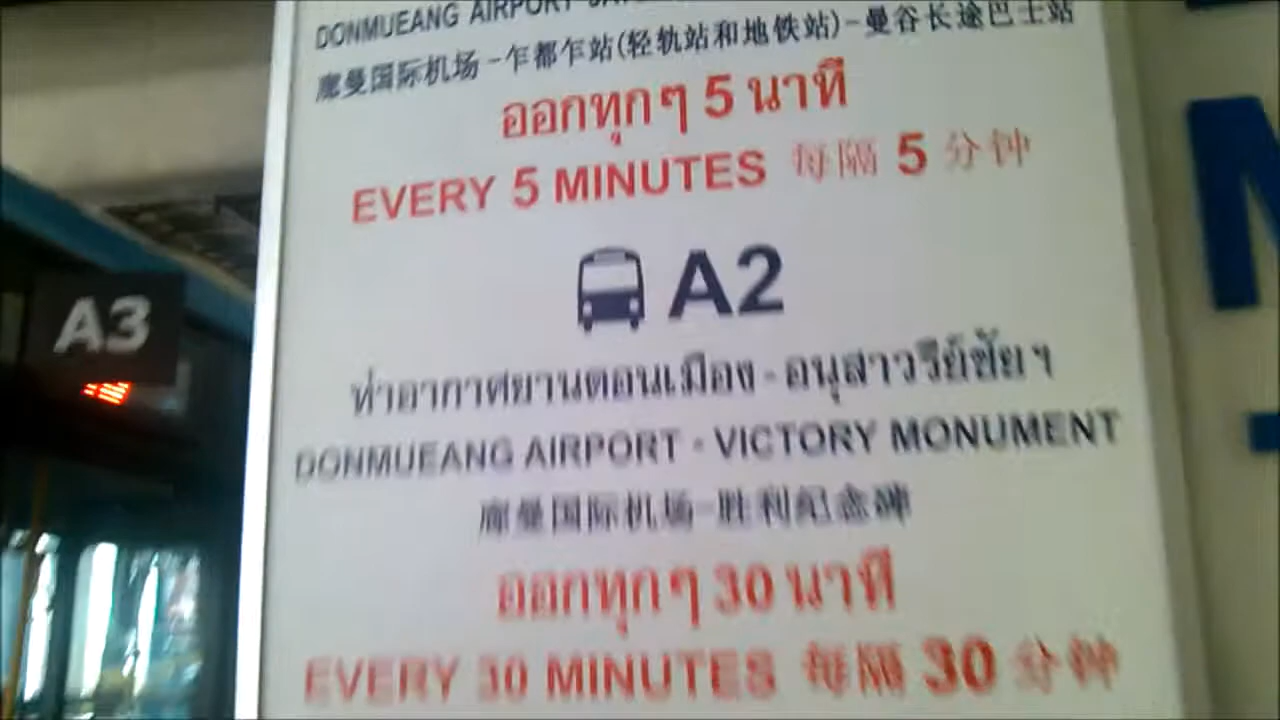 DONMUEANG AIRPORT
廊曼国际机场-乍都乍站(轻轨站和地铁站)-曼谷长途巴士站
ออกทุกๆ 5 นาที
EVERY 5 MINUTES 每隔 5 分钟
A2
A3
ท่าอากาศยานดอนเมือง - อนุสาวรีย์ชัยฯ
DONMUEANG AIRPORT - VICTORY MONUMENT
廊曼国际机场-胜利纪念碑
ออกทุกๆ 30 นาที
EVERY 30 MINUTES 每隔 30 分钟